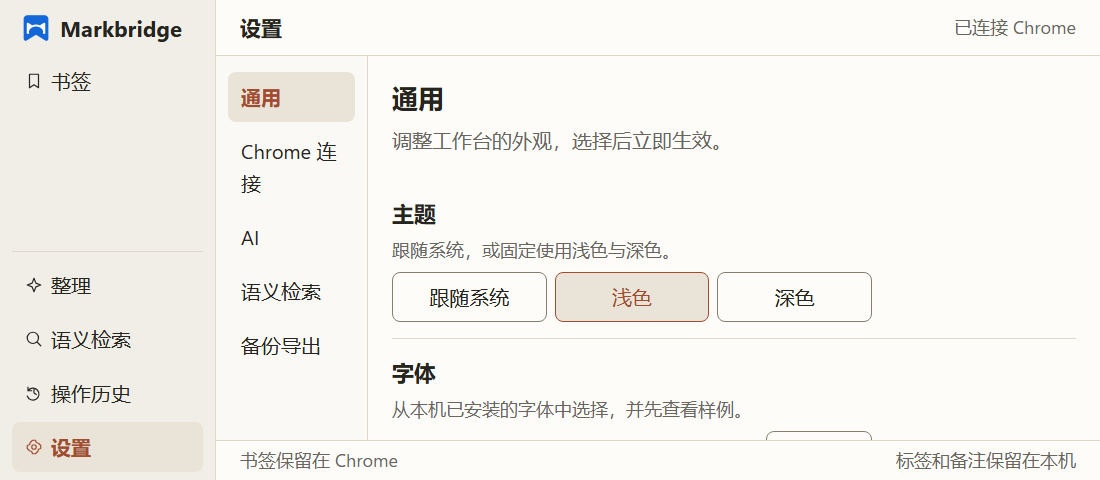 Markbridge
书签
整理
语义检索
操作历史
设置
设置
已连接 Chrome
通用
Chrome 连
接
AI
语义检索
备份导出
通用
调整工作台的外观，选择后立即生效。
主题
跟随系统，或固定使用浅色与深色。
跟随系统
浅色
深色
字体
从本机已安装的字体中选择，并先查看样例。
书签保留在 Chrome
标签和备注保留在本机